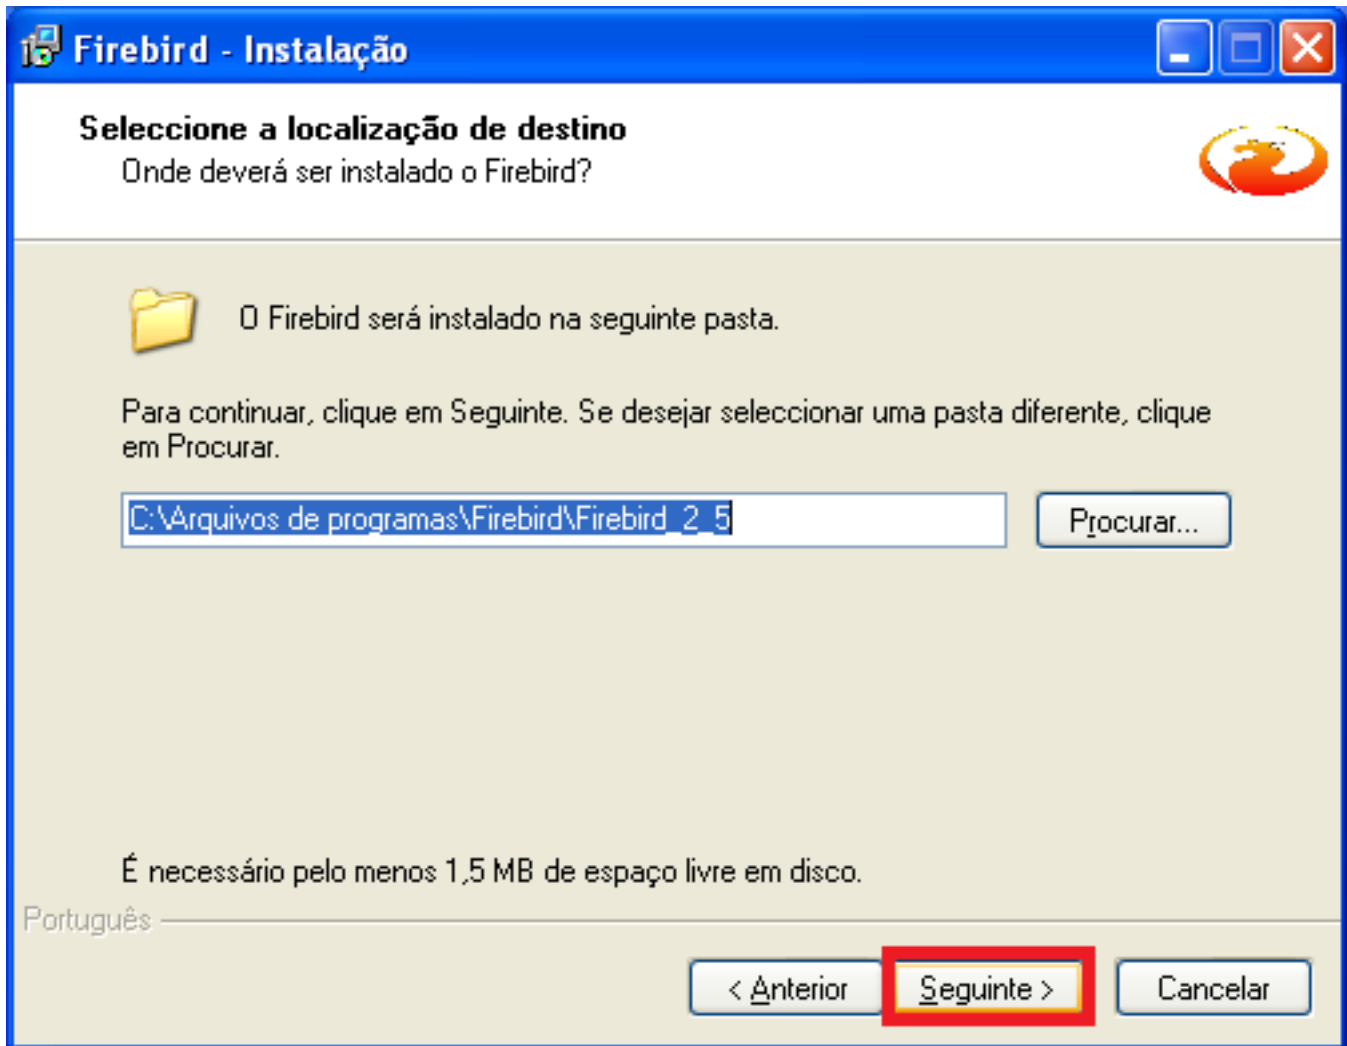 Firebird - Instalação
Seleccione a localização de destino
Onde deverá ser instalado o Firebird?
O Firebird será instalado na seguinte pasta.
Para continuar, clique em Seguinte. Se desejar seleccionar uma pasta diferente, clique
em Procurar.
C:\Arquivos de programas\Firebird\Firebird_2_5
Procurar...
É necessário pelo menos 1,5 MB de espaço livre em disco.
Português
< Anterior
Seguinte >
Cancelar